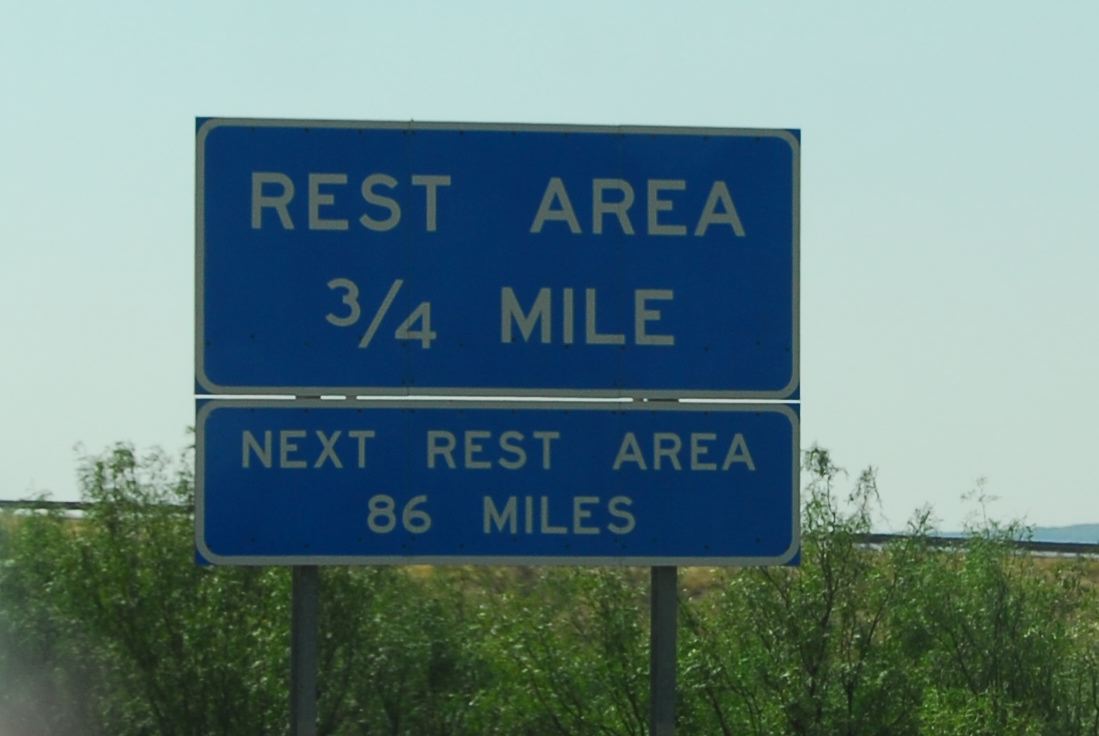 REST AREA
3/4 MILE
NEXT REST AREA
86 MILES